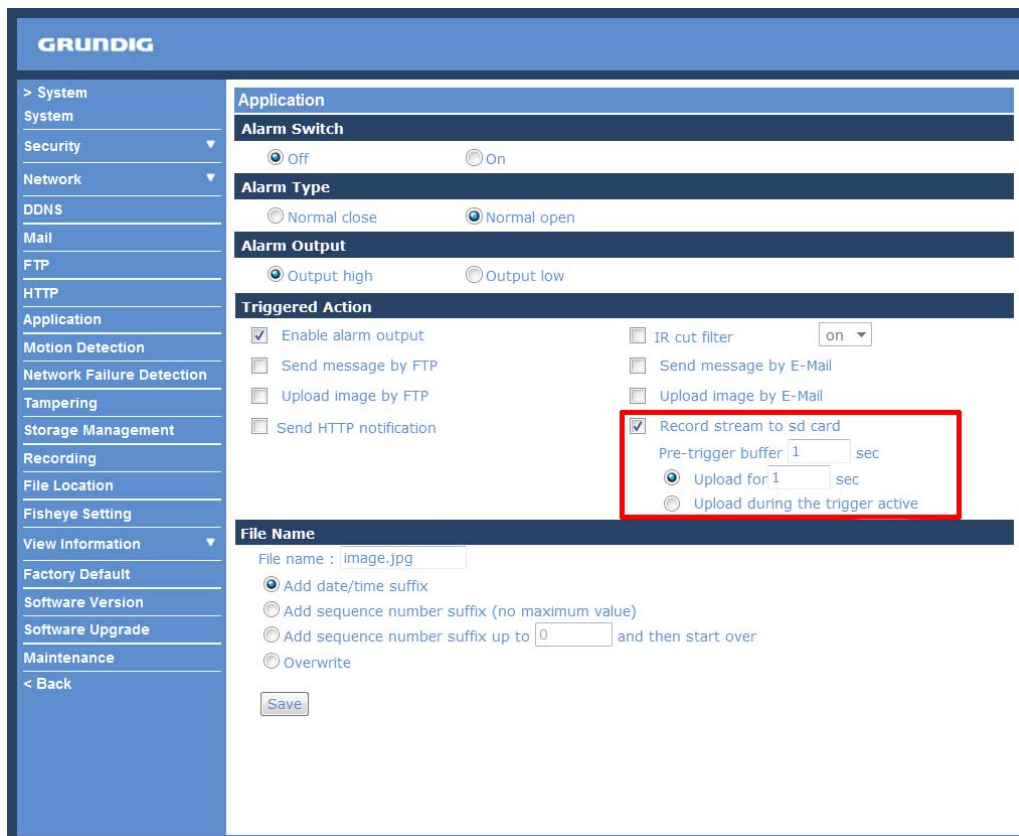 GRUNDIG
> System
System
Security
Network
DDNS
Mail
FTP
HTTP
Application
Motion Detection
Network Failure Detection
Tampering
Storage Management
Recording
File Location
Fisheye Setting
View Information
Factory Default
Software Version
Software Upgrade
Maintenance
< Back
Application
Alarm Switch
Off On
Alarm Type
Normal close Normal open
Alarm Output
Output high Output low
Triggered Action
Enable alarm output IR cut filter on
Send message by FTP Send message by E-Mail
Upload image by FTP Upload image by E-Mail
Send HTTP notification Record stream to sd card
Pre-trigger buffer 1 sec
Upload for 1 sec
Upload during the trigger active
File Name
File name : image.jpg
Add date/time suffix
Add sequence number suffix (no maximum value)
Add sequence number suffix up to 0 and then start over
Overwrite
Save